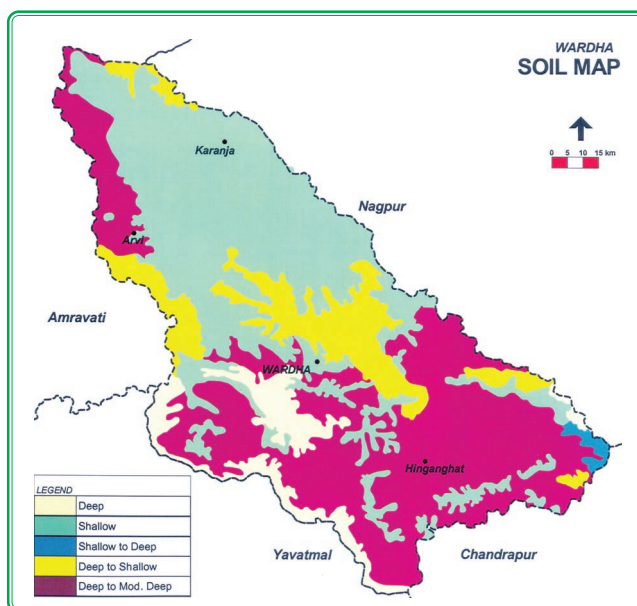 WARDHA
SOIL MAP
0 5 10 15 km
Karanja
Nagpur
Arvi
Amravati
WARDHA
Hinganghat
LEGEND
Deep
Shallow
Shallow to Deep
Deep to Shallow
Deep to Mod. Deep
Yavatmal
Chandrapur